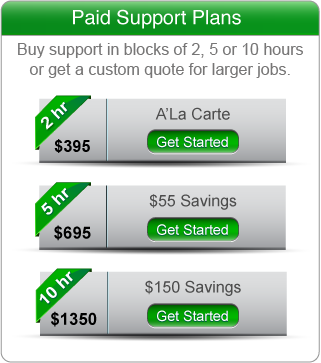 Paid Support Plans
Buy support in blocks of 2, 5 or 10 hours
or get a custom quote for larger jobs.
2 hr
A'La Carte
$395
Get Started
5 hr
$55 Savings
$695
Get Started
10 hr
$150 Savings
$1350
Get Started